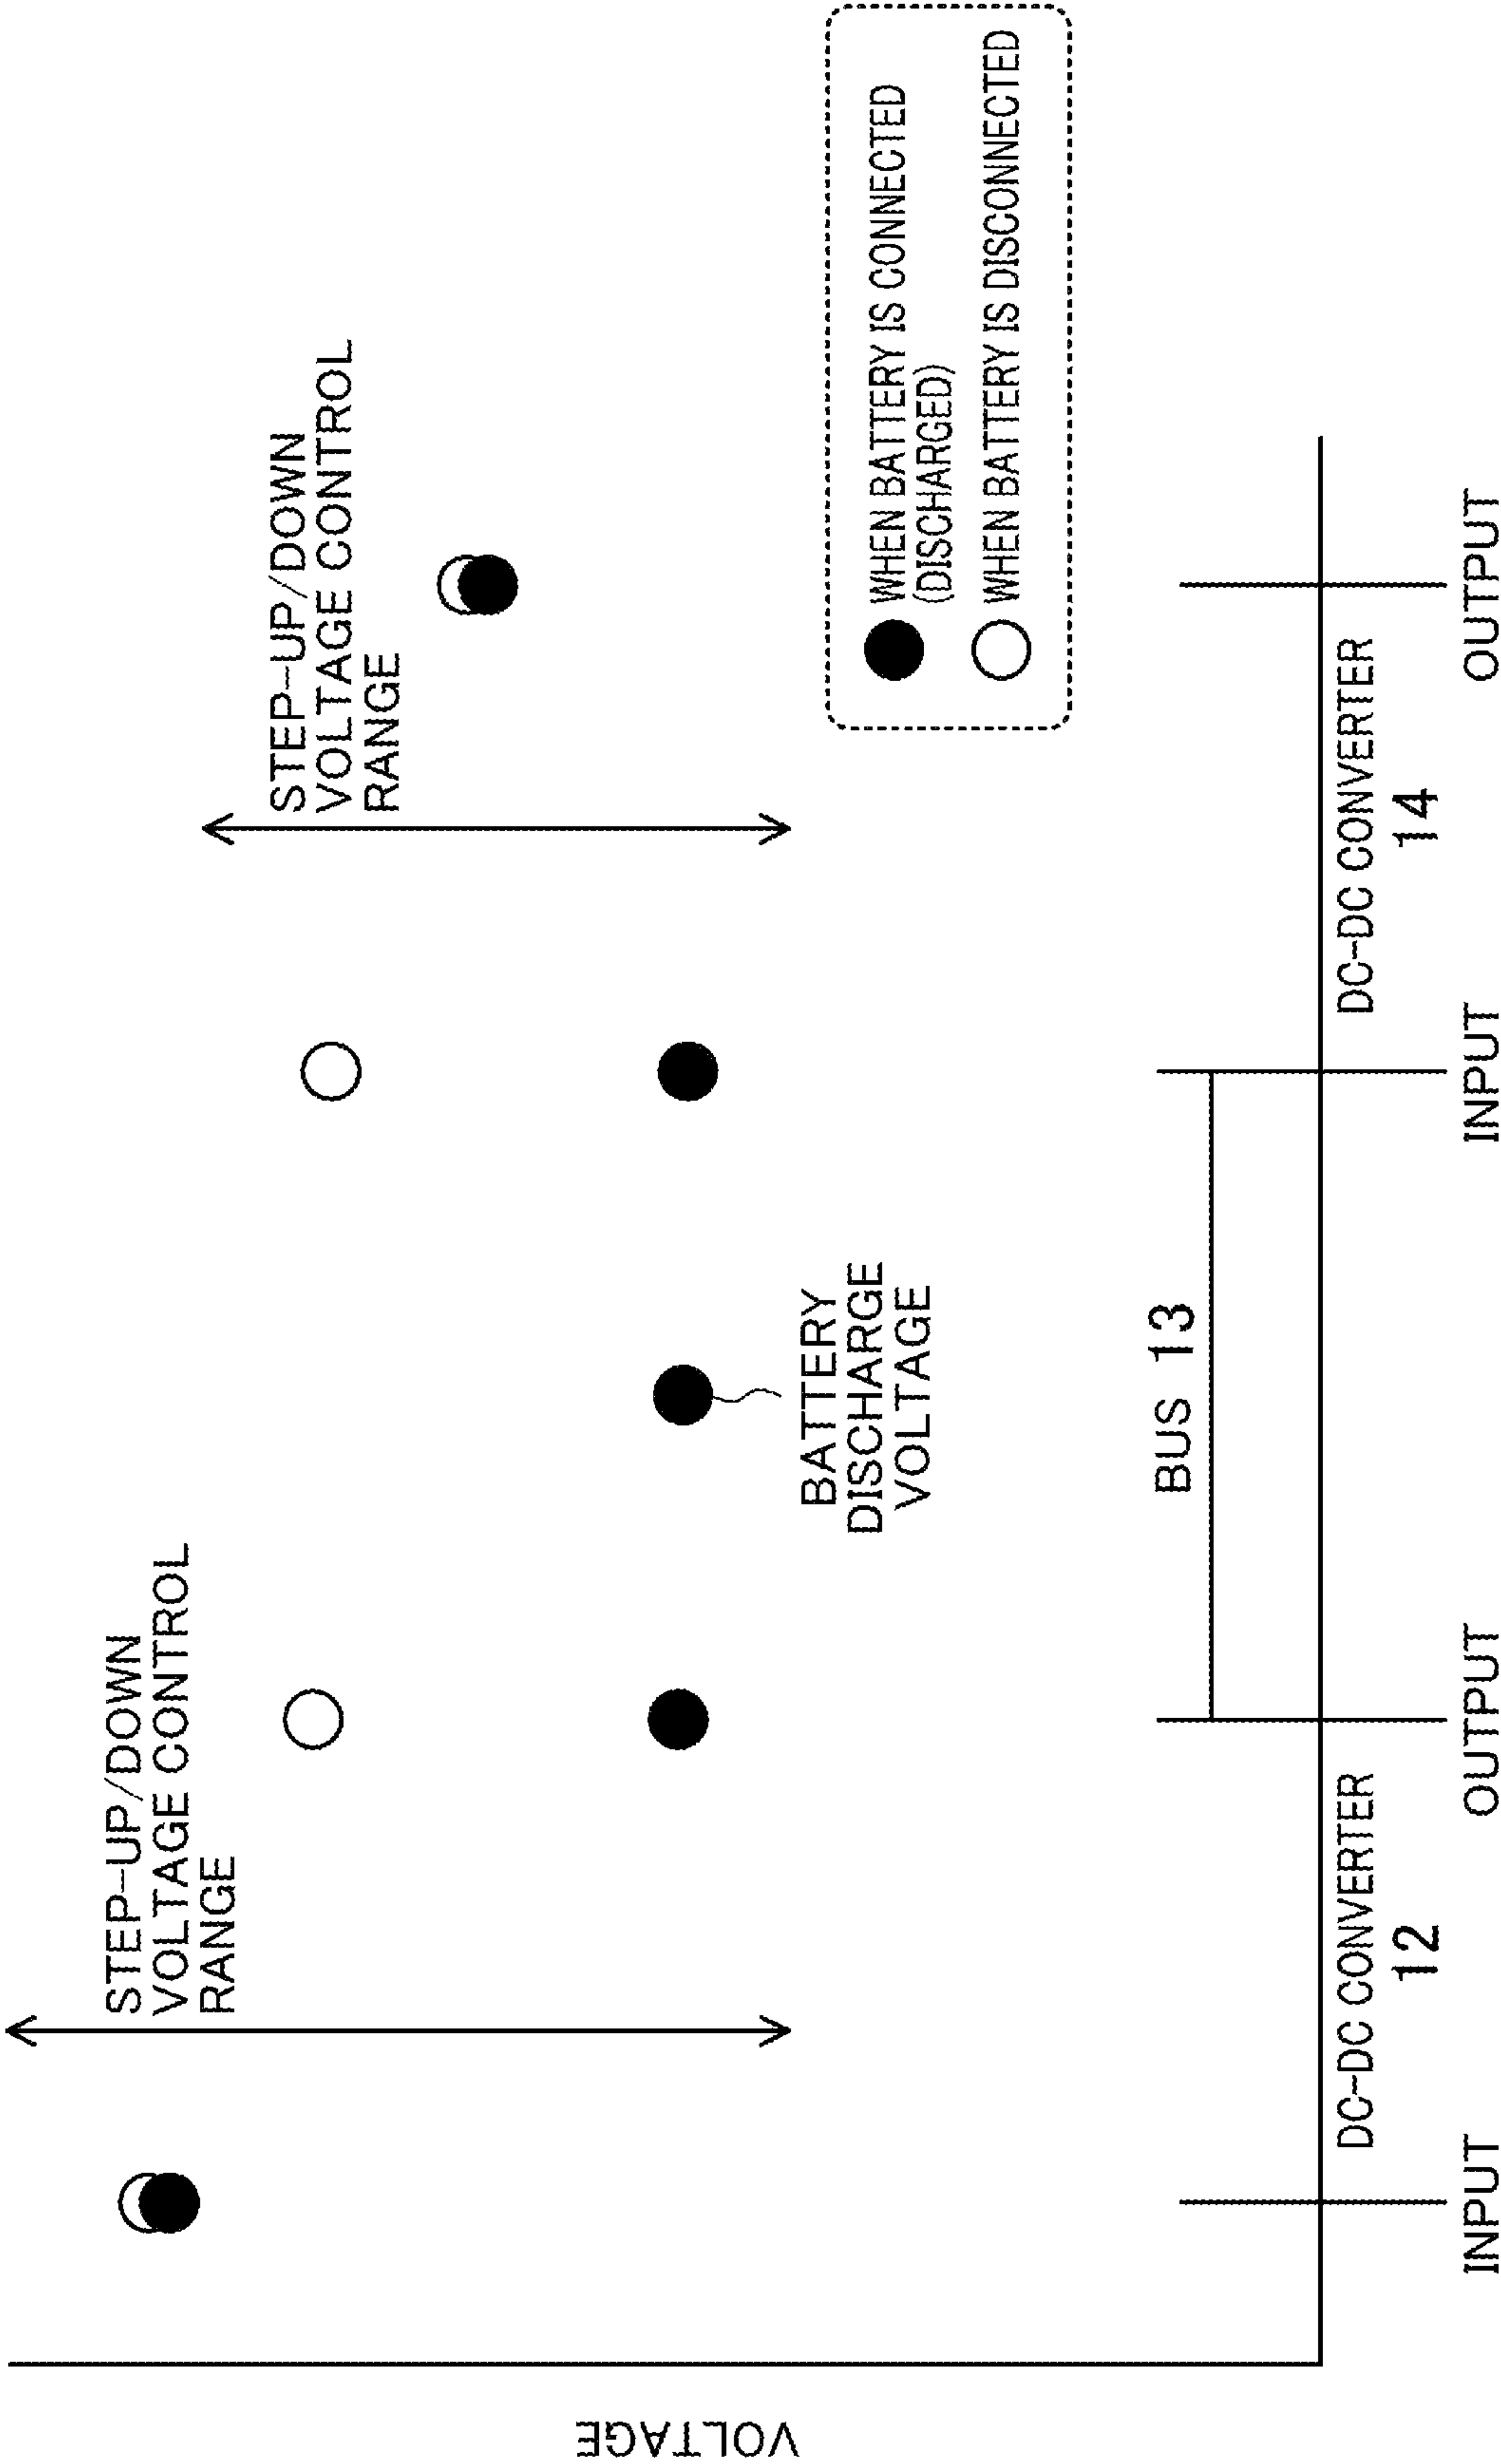 VOLTAGE
STEP-UP/DOWN
VOLTAGE CONTROL
RANGE
STEP-UP/DOWN
VOLTAGE CONTROL
RANGE
BATTERY
DISCHARGE
VOLTAGE
WHEN BATTERY IS CONNECTED
(DISCHARGED)
WHEN BATTERY IS DISCONNECTED
BUS 13
DC-DC CONVERTER
12
DC-DC CONVERTER
14
INPUT
OUTPUT
INPUT
OUTPUT